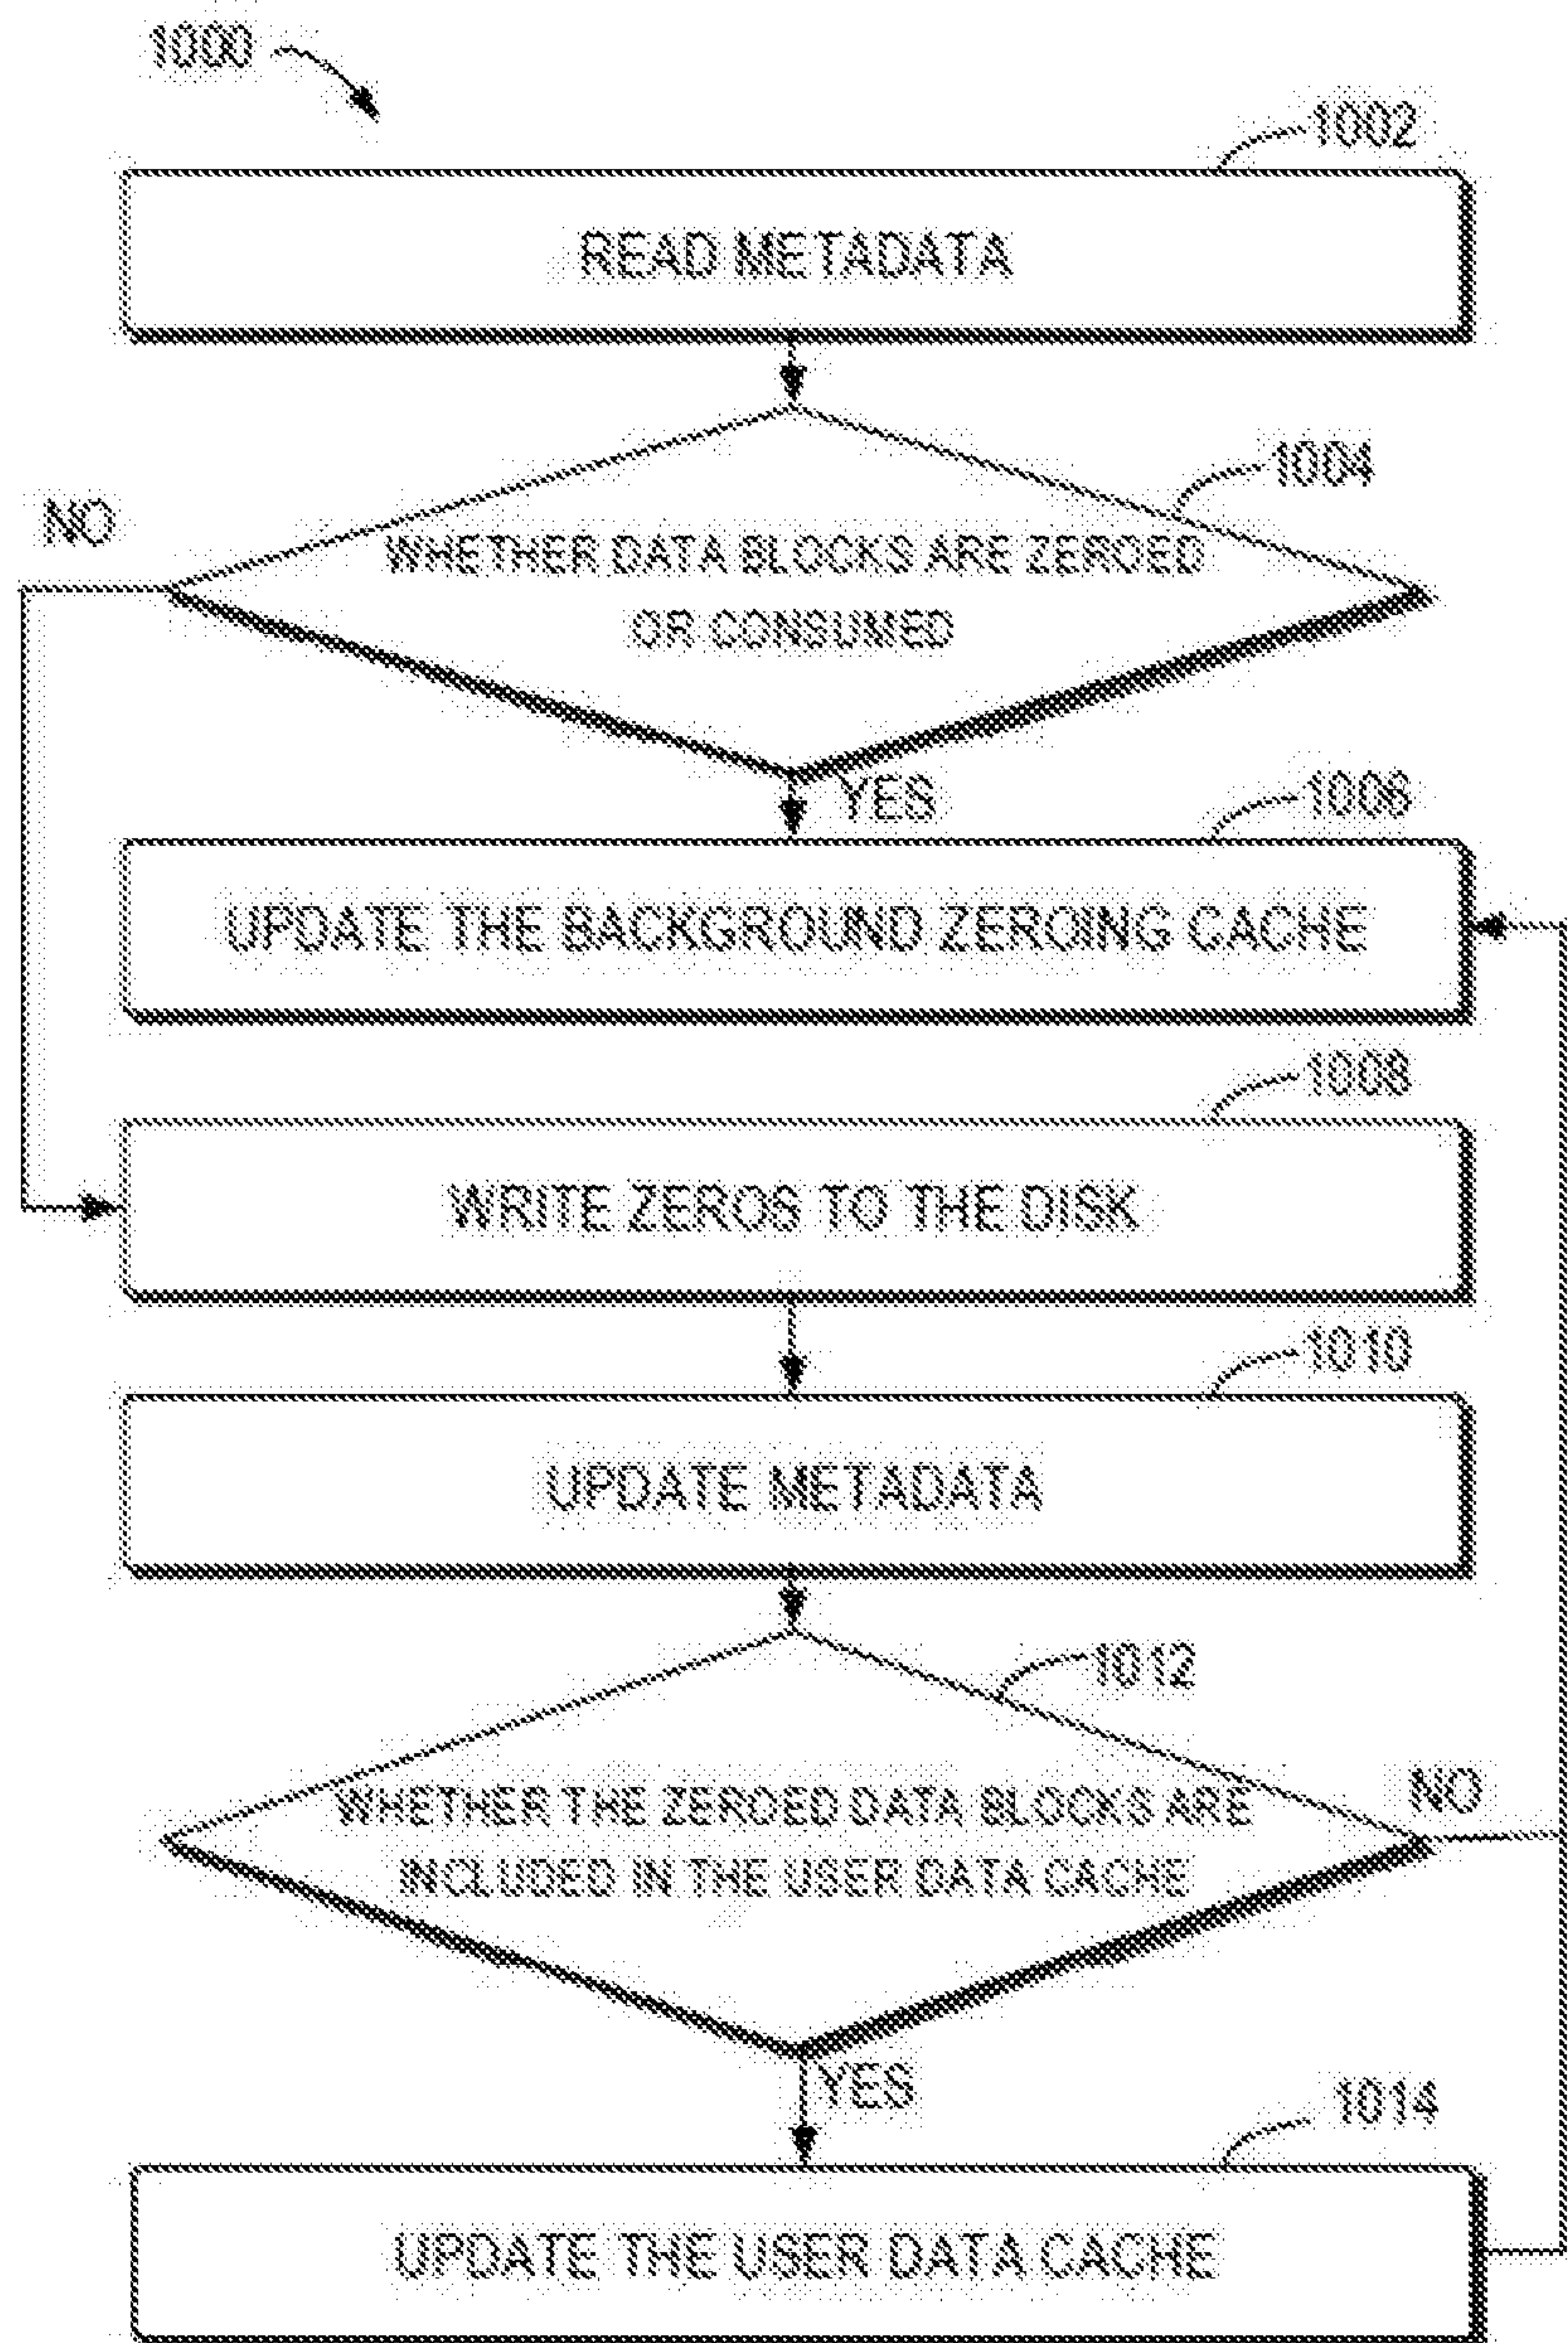 1000
1002
READ METADATA
1004
NO
WHETHER DATA BLOCKS ARE ZEROED
OR CONSUMED
YES
1006
UPDATE THE BACKGROUND ZEROING CACHE
1008
WRITE ZEROS TO THE DISK
1010
UPDATE METADATA
1012
NO
WHETHER THE ZEROED DATA BLOCKS ARE
INCLUDED IN THE USER DATA CACHE
YES
1014
UPDATE THE USER DATA CACHE